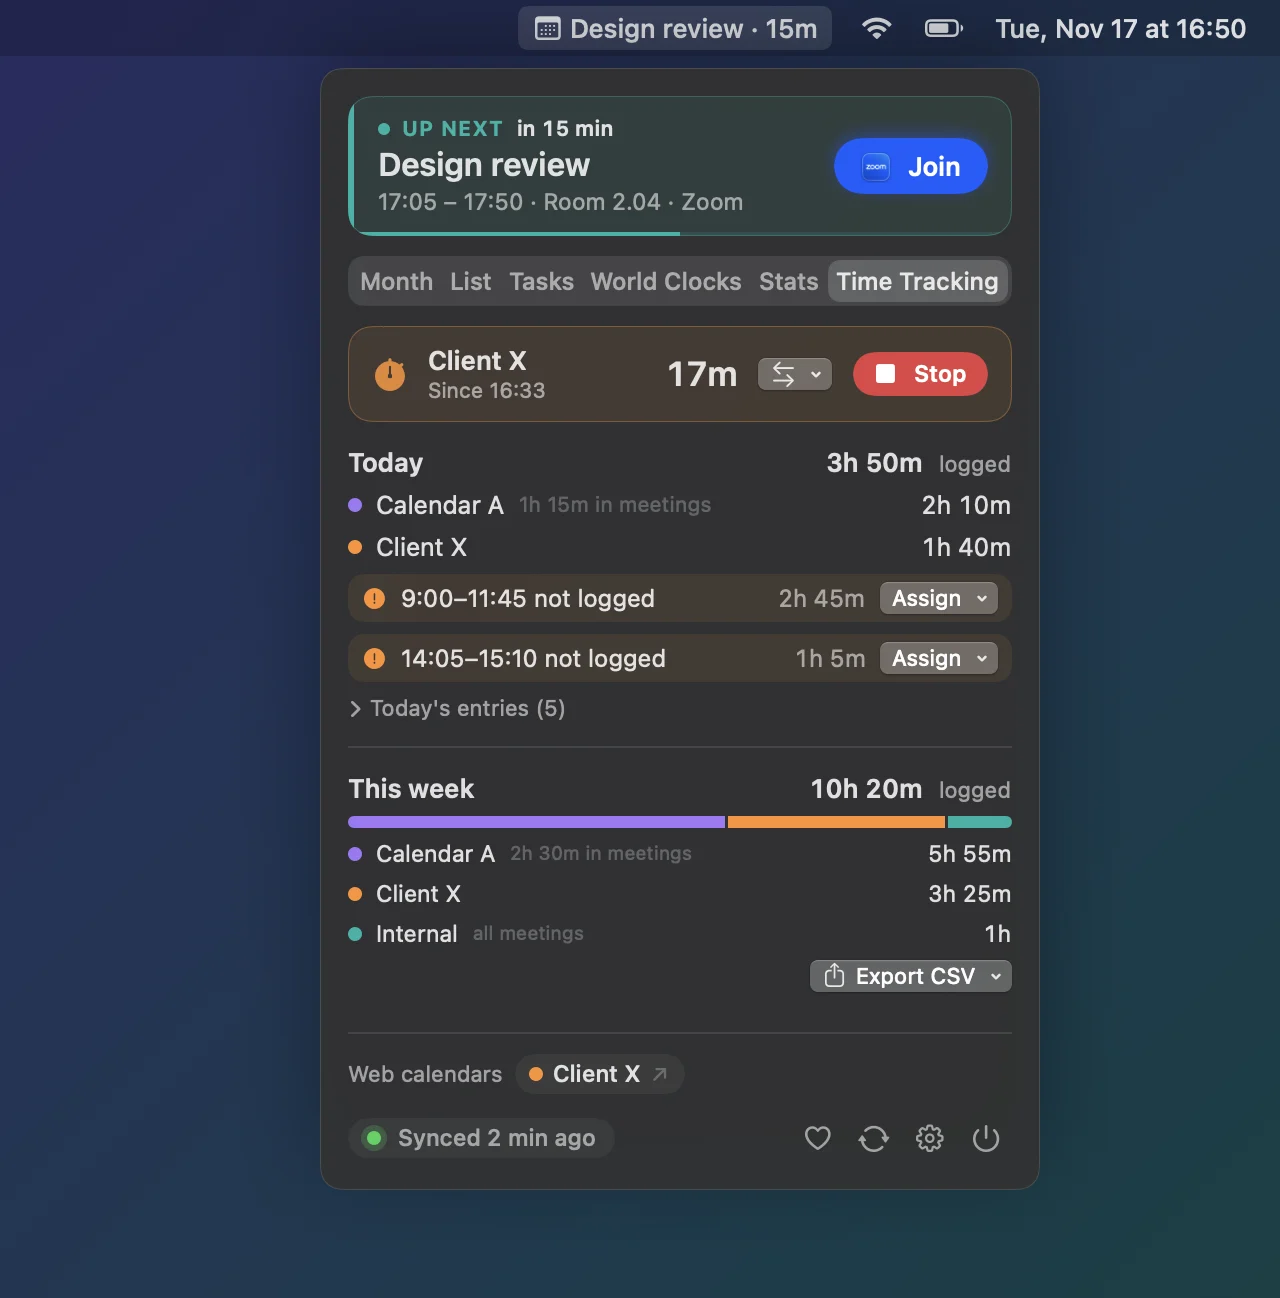 Design review · 15m
Tue, Nov 17 at 16:50
UP NEXT in 15 min
Design review
17:05 – 17:50 · Room 2.04 · Zoom
zoom Join
Month List Tasks World Clocks Stats Time Tracking
Client X
Since 16:33
17m
Stop
Today 3h 50m logged
Calendar A 1h 15m in meetings 2h 10m
Client X 1h 40m
9:00–11:45 not logged 2h 45m Assign
14:05–15:10 not logged 1h 5m Assign
Today's entries (5)
This week 10h 20m logged
Calendar A 2h 30m in meetings 5h 55m
Client X 3h 25m
Internal all meetings 1h
Export CSV
Web calendars Client X
Synced 2 min ago